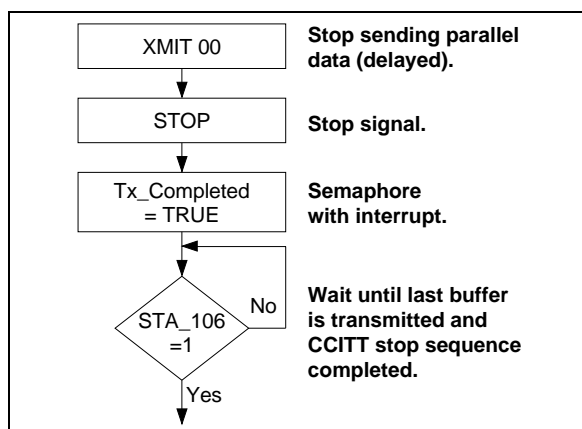 XMIT 00
Stop sending parallel
data (delayed).
STOP
Stop signal.
Tx_Completed
= TRUE
Semaphore
with interrupt.
No
STA_106
=1
Wait until last buffer
is transmitted and
CCITT stop sequence
completed.
Yes